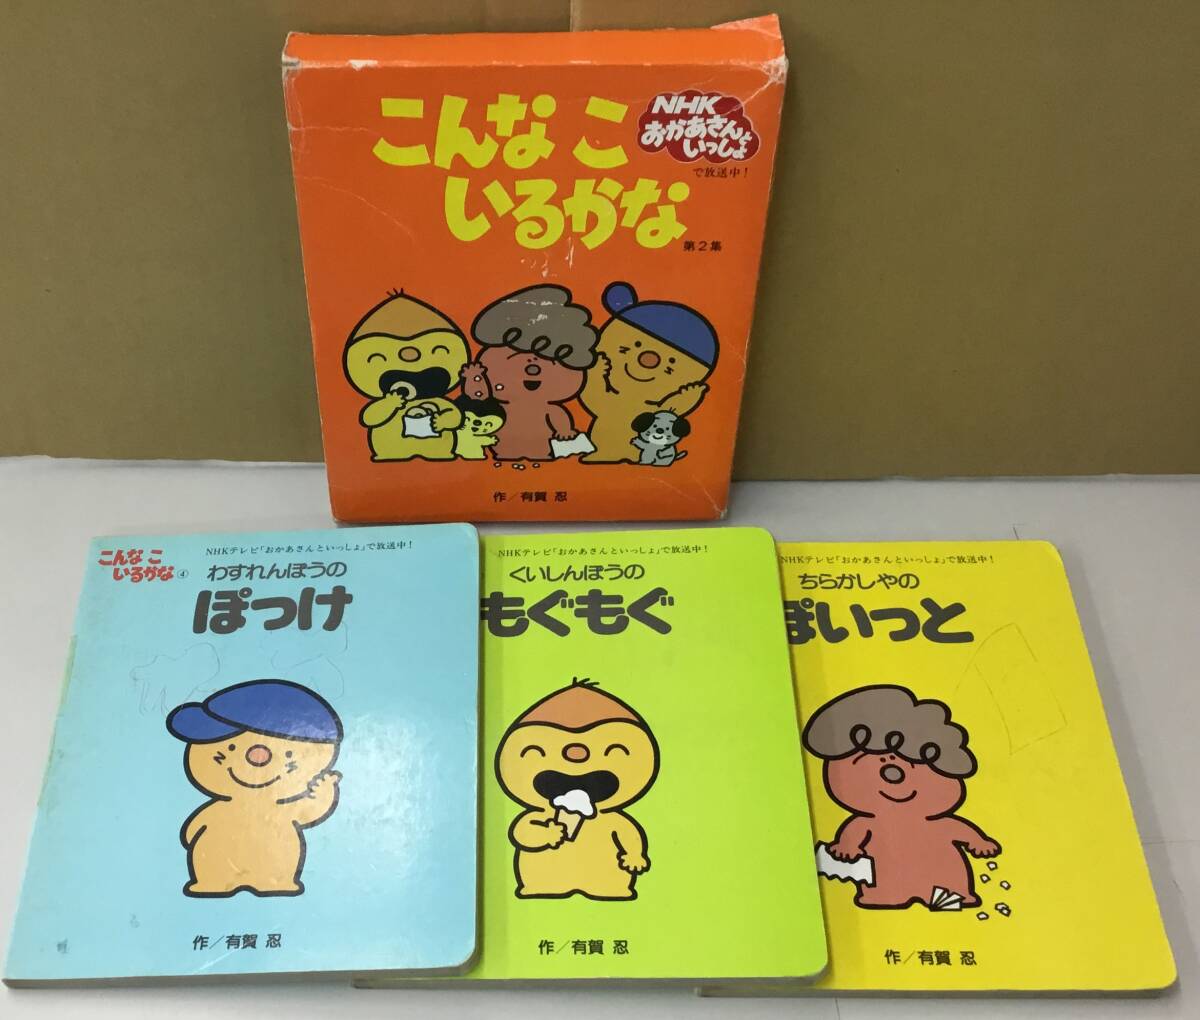 こんな こ
いるかな
NHK
おかあさんと
いっしょ
で放送中!
第2集
作/有賀 忍
こんな こ
いるかな ④
NHKテレビ「おかあさんといっしょ」で放送中!
わすれんぼうの
ぽっけ
作/有賀 忍
NHKテレビ「おかあさんといっしょ」で放送中!
くいしんぼうの
もぐもぐ
作/有賀 忍
NHKテレビ「おかあさんといっしょ」で放送中!
ちらかしやの
ぽいっと
作/有賀 忍